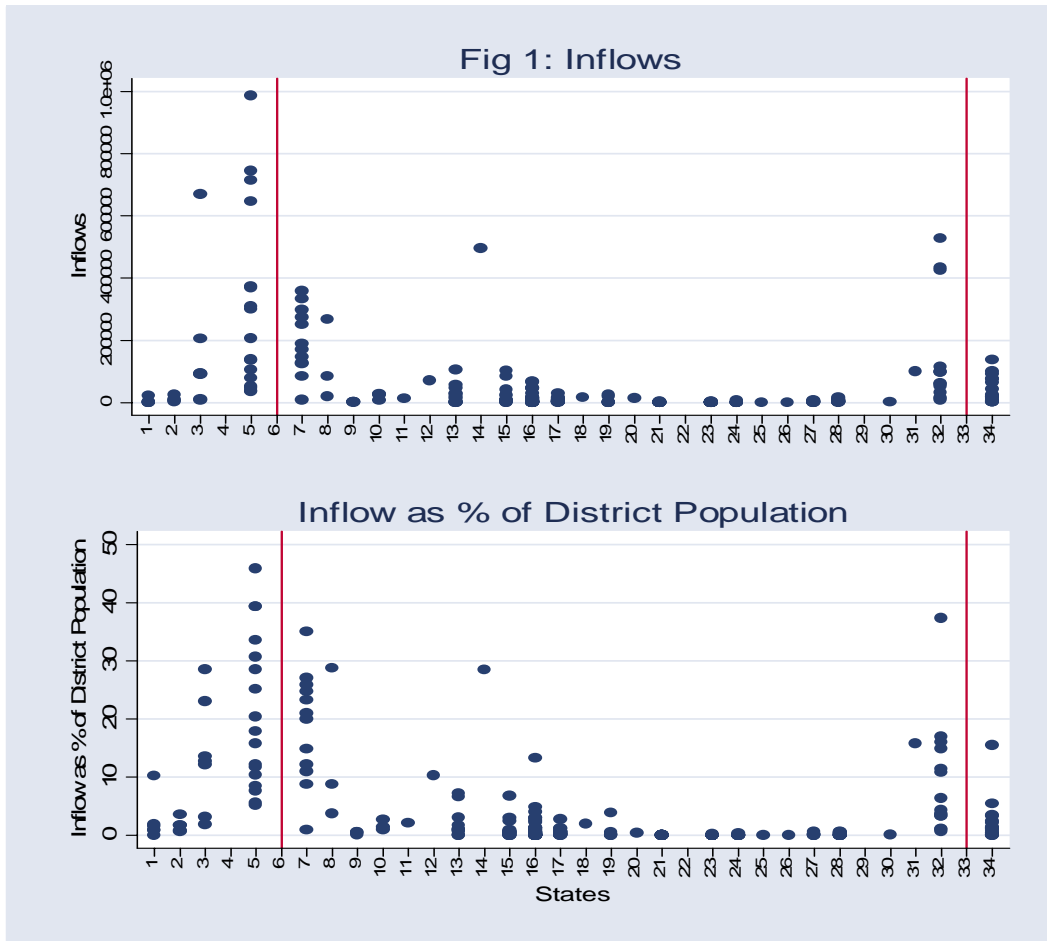 Fig 1: Inflows
Inflows
0 200000 400000 600000 800000 1.0e+06
1 2 3 4 5 6 7 8 9 10 11 12 13 14 15 16 17 18 19 20 21 22 23 24 25 26 27 28 29 30 31 32 33 34
Inflow as % of District Population
Inflow as % of District Population
0 10 20 30 40 50
1 2 3 4 5 6 7 8 9 10 11 12 13 14 15 16 17 18 19 20 21 22 23 24 25 26 27 28 29 30 31 32 33 34
States